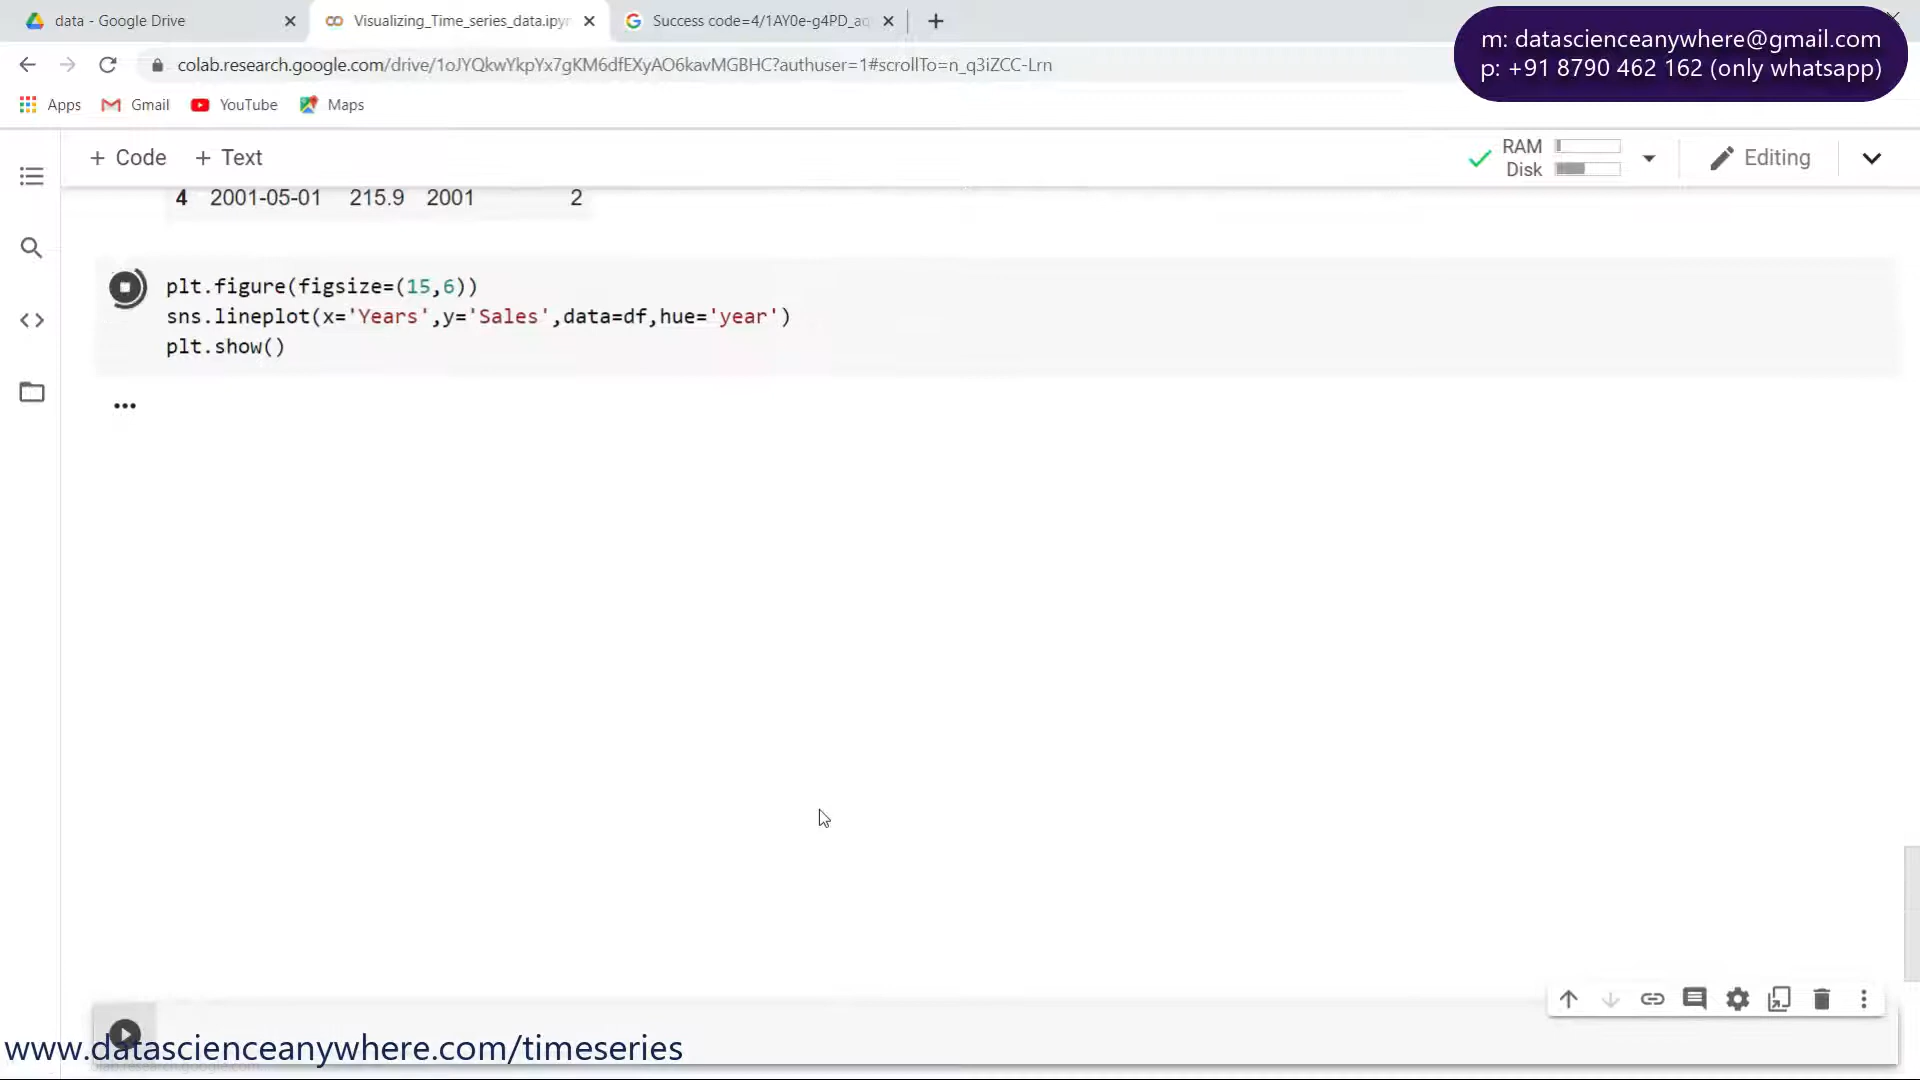 data - Google Drive
Visualizing_Time_series_data.ipyn
Success code=4/1AY0e-g4PD_aq
m: datascienceanywhere@gmail.com
p: +91 8790 462 162 (only whatsapp)
colab.research.google.com/drive/1oJYQkwYkpYx7gKM6dfEXyAO6kavMGBHC?authuser=1#scrollTo=n_q3iZCC-Lrn
Apps
Gmail
YouTube
Maps
+ Code
+ Text
RAM
Disk
Editing
4 2001-05-01 215.9 2001 2
plt.figure(figsize=(15,6))
sns.lineplot(x='Years',y='Sales',data=df,hue='year')
plt.show()
www.datascienceanywhere.com/timeseries